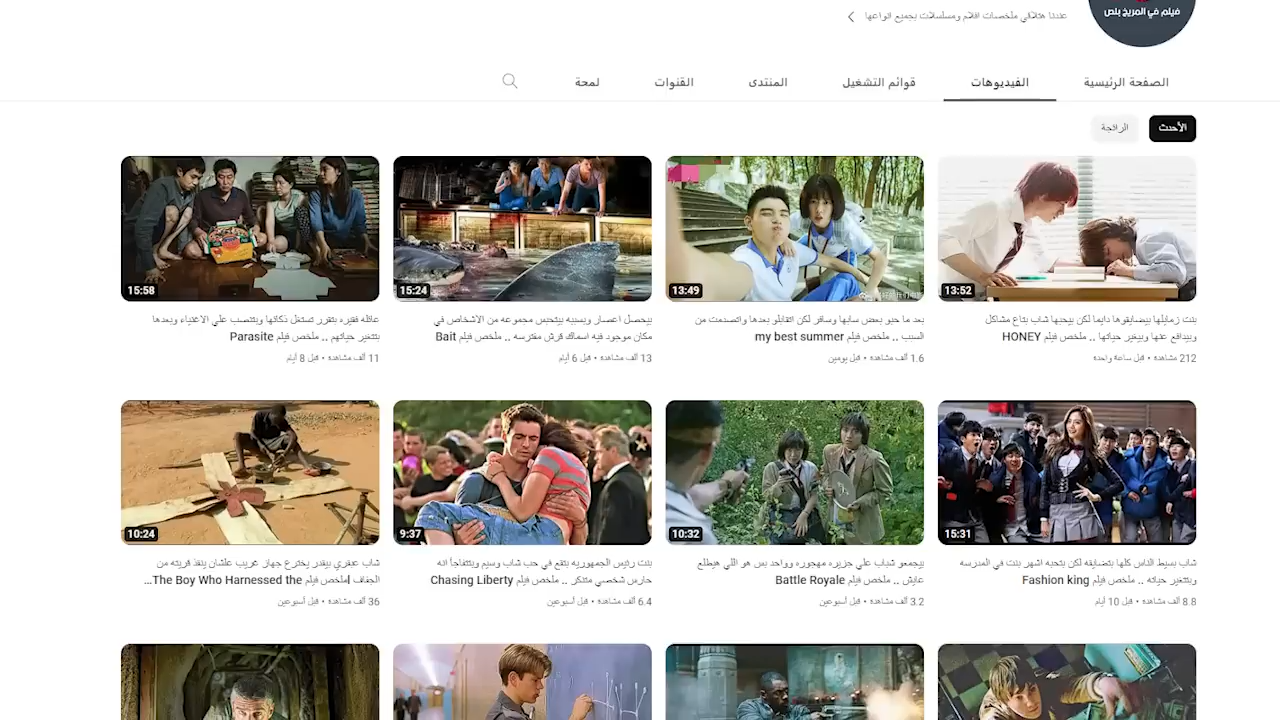 فيلم في المريخ بلص
عندنا هتلاقي ملخصات افلام ومسلسلات بجميع انواعها
الصفحة الرئيسية
الفيديوهات
قوائم التشغيل
المنتدى
القنوات
لمحة
الأحدث
الرائجة
13:52
13:49
15:24
15:58
بنت زمايلها بيضايقوها دايما لكن بيحبها شاب بتاع مشاكل
وبيدافع عنها وبيغير حياتها .. ملخص فيلم HONEY
212 مشاهدة • قبل ساعة واحدة
بعد ما حبو بعض سابها وسافر لكن اتقابلو بعدها واتصدمت من
السبب .. ملخص فيلم my best summer
1.6 ألف مشاهدة • قبل يومين
بيحصل اعصار وبسببه بيتحبس مجموعه من الاشخاص في
مكان موجود فيه اسماك قرش مفترسه .. ملخص فيلم Bait
13 ألف مشاهدة • قبل 6 أيام
عائله فقيره بتقرر تستغل ذكائها وبتنصب علي الاغنياء وبعدها
بتتغير حياتهم .. ملخص فيلم Parasite
11 ألف مشاهدة • قبل 8 أيام
15:31
10:32
9:37
10:24
شاب بسيط الناس كلها بتضايقه لكن بتحبه اشهر بنت في المدرسه
وبتتغير حياته .. ملخص فيلم Fashion king
8.8 ألف مشاهدة • قبل 10 أيام
بيجمعو شباب علي جزيره مهجوره وواحد بس هو اللي هيطلع
عايش .. ملخص فيلم Battle Royale
3.2 ألف مشاهدة • قبل أسبوعين
بنت رئيس الجمهوريه بتقع في حب شاب وسيم وبتتفاجأ انه
حارس شخصي متنكر .. ملخص فيلم Chasing Liberty
6.4 ألف مشاهدة • قبل أسبوعين
شاب عبقري بيقدر يخترع جهاز غريب علشان ينقذ قريته من
الجفاف |ملخص فيلم The Boy Who Harnessed the...
36 ألف مشاهدة • قبل أسبوعين